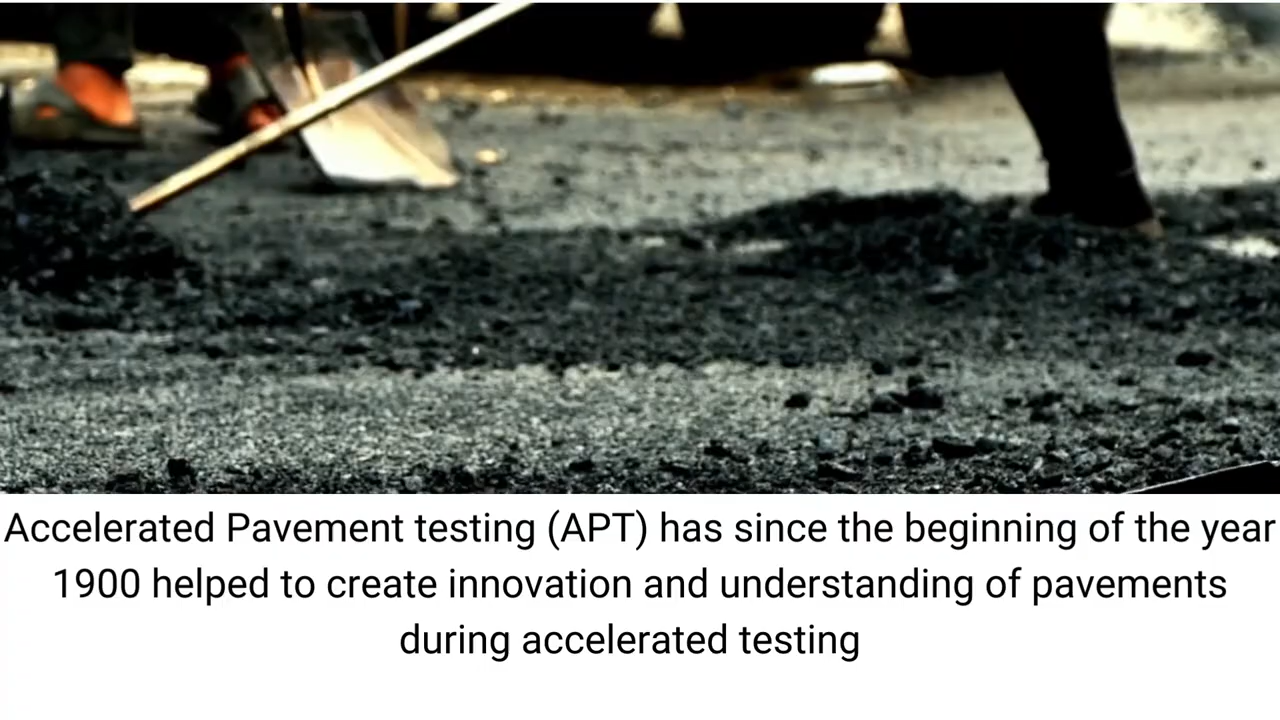 Accelerated Pavement testing (APT) has since the beginning of the year
1900 helped to create innovation and understanding of pavements
during accelerated testing